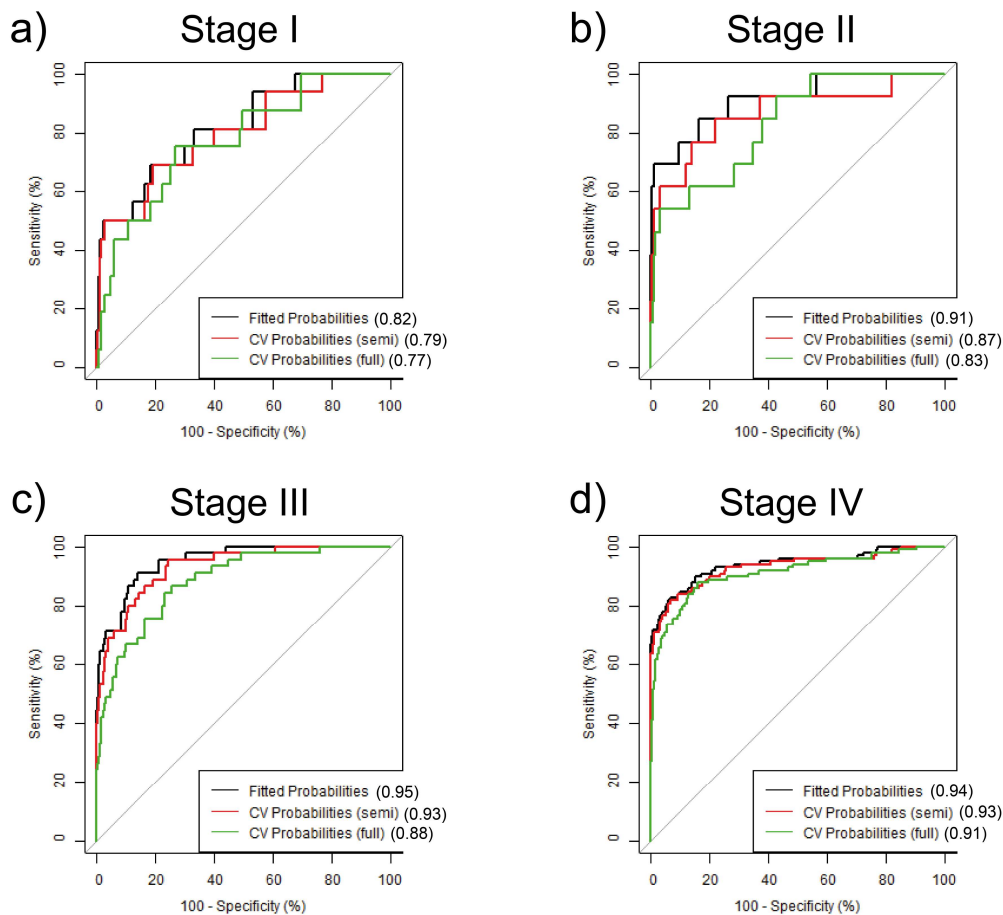 a) Stage I
Sensitivity (%)
100
80
60
40
20
0
Fitted Probabilities (0.82)
CV Probabilities (semi) (0.79)
CV Probabilities (full) (0.77)
0 20 40 60 80 100
100 - Specificity (%)
b) Stage II
Sensitivity (%)
100
80
60
40
20
0
Fitted Probabilities (0.91)
CV Probabilities (semi) (0.87)
CV Probabilities (full) (0.83)
0 20 40 60 80 100
100 - Specificity (%)
c) Stage III
Sensitivity (%)
100
80
60
40
20
0
Fitted Probabilities (0.95)
CV Probabilities (semi) (0.93)
CV Probabilities (full) (0.88)
0 20 40 60 80 100
100 - Specificity (%)
d) Stage IV
Sensitivity (%)
100
80
60
40
20
0
Fitted Probabilities (0.94)
CV Probabilities (semi) (0.93)
CV Probabilities (full) (0.91)
0 20 40 60 80 100
100 - Specificity (%)